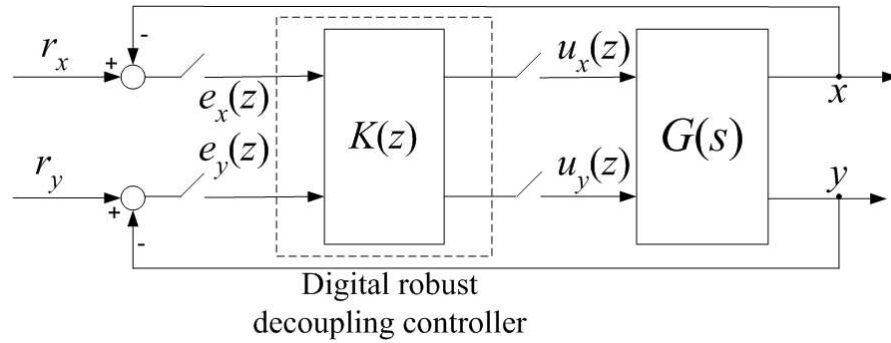 -
r_x
+
e_x(z)
K(z)
u_x(z)
G(s)
x
r_y
+
e_y(z)
u_y(z)
y
-
Digital robust
decoupling controller